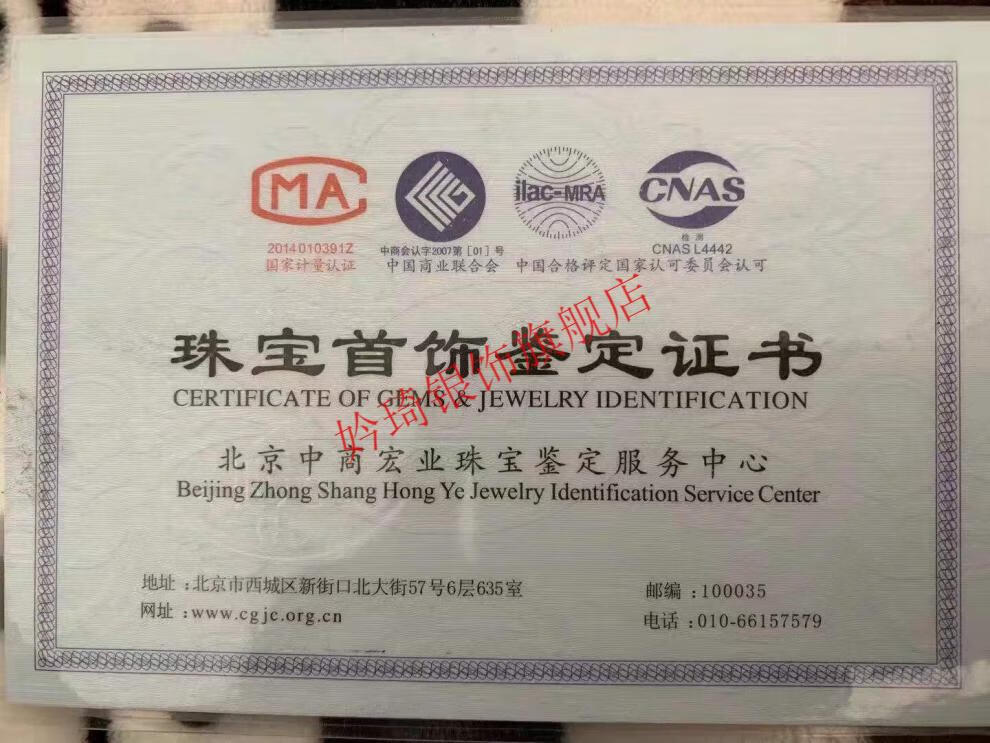 MA
ilac-MRA
CNAS
2014010391Z
中商会认字2007第［01］号
检测
CNAS L4442
国家计量认证
中国商业联合会
中国合格评定国家认可委员会认可
珠宝首饰鉴定证书
CERTIFICATE OF GEMS & JEWELRY IDENTIFICATION
妗琦银饰旗舰店
北京中商宏业珠宝鉴定服务中心
Beijing Zhong Shang Hong Ye Jewelry Identification Service Center
地址：北京市西城区新街口北大街57号6层635室
邮编：100035
网址：www.cgjc.org.cn
电话：010-66157579